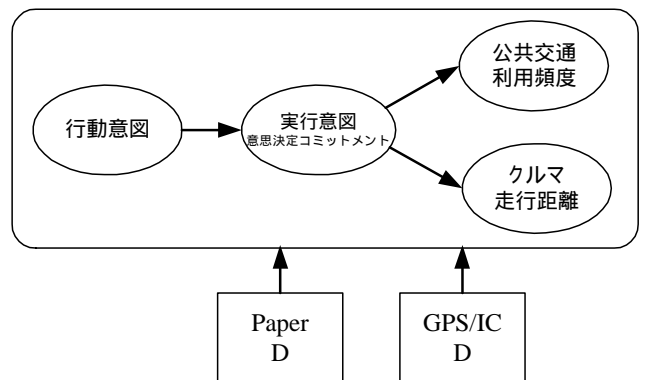 公共交通
利用頻度
行動意図
実行意図
意思決定コミットメント
クルマ
走行距離
Paper
D
GPS/IC
D